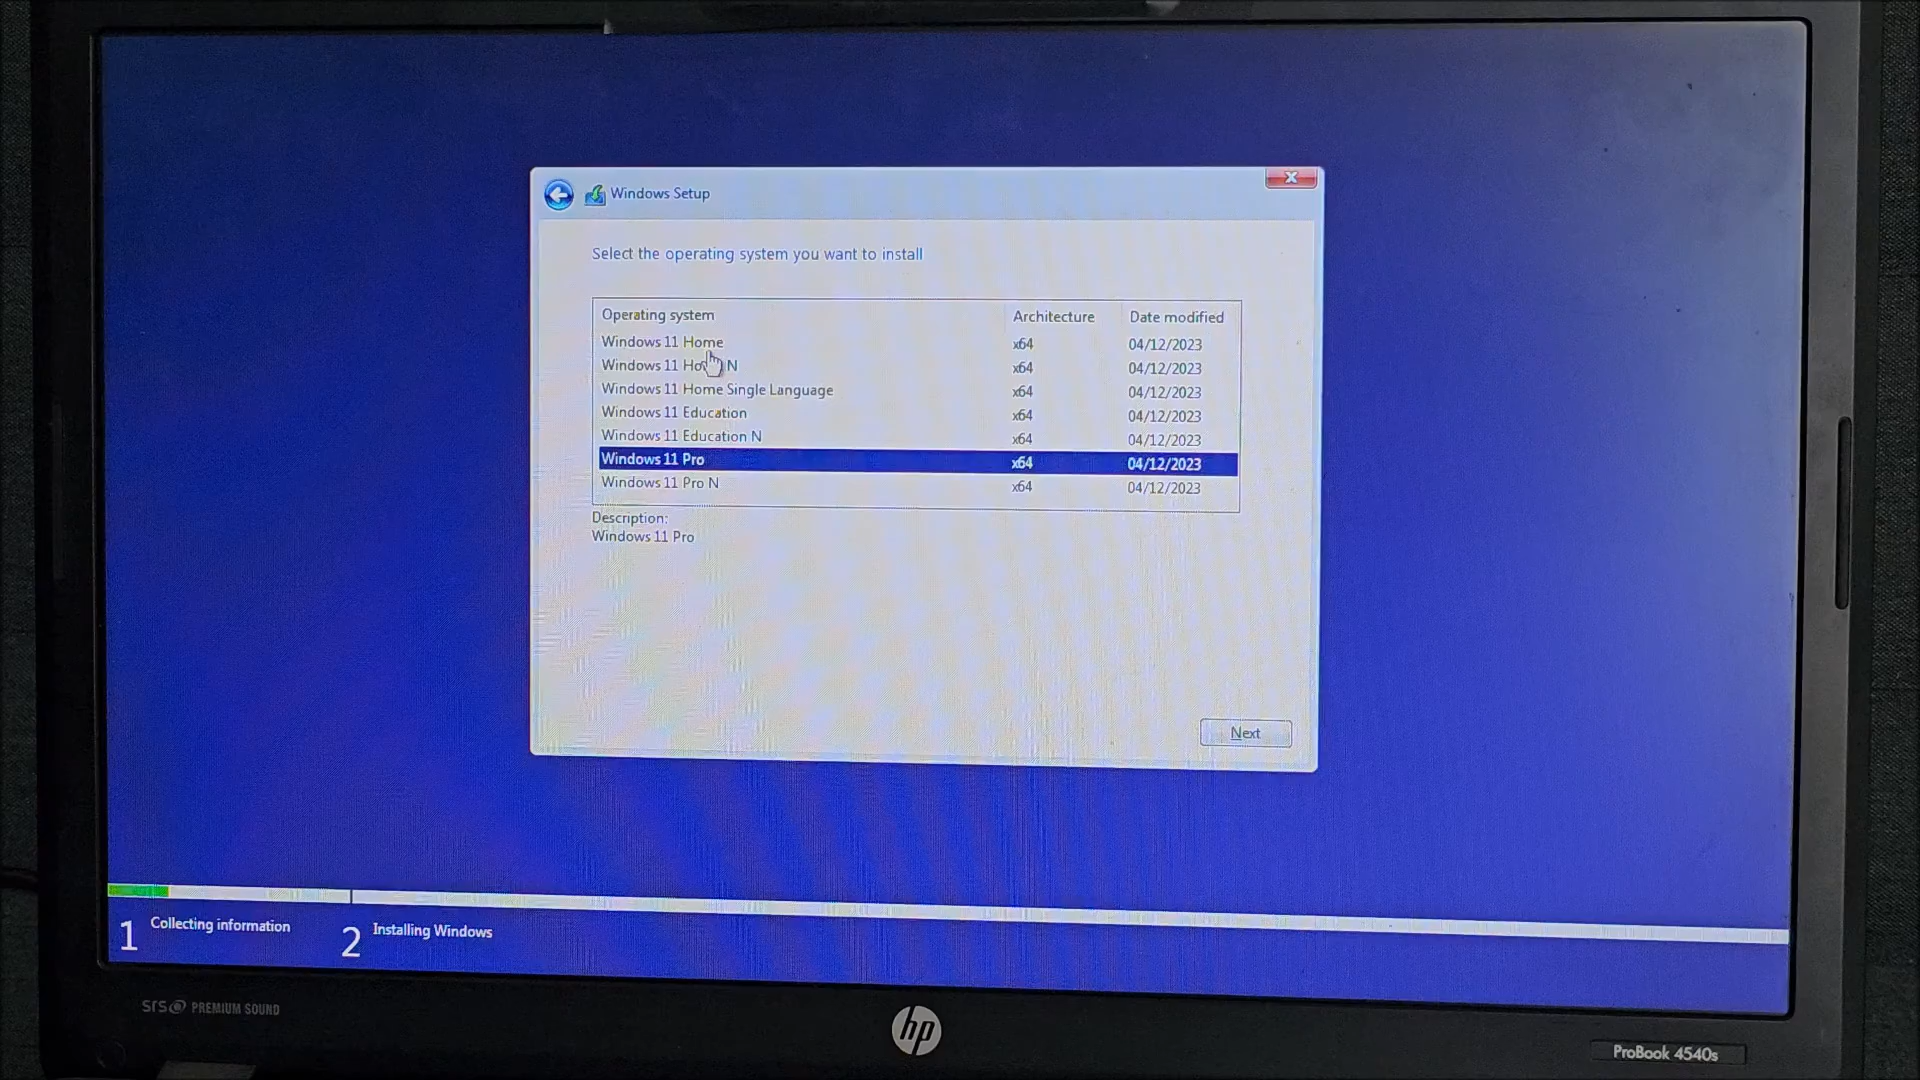 Windows Setup
Select the operating system you want to install
Operating system Architecture Date modified
Windows 11 Home x64 04/12/2023
Windows 11 Ho N x64 04/12/2023
Windows 11 Home Single Language x64 04/12/2023
Windows 11 Education x64 04/12/2023
Windows 11 Education N x64 04/12/2023
Windows 11 Pro x64 04/12/2023
Windows 11 Pro N x64 04/12/2023
Description:
Windows 11 Pro
Next
1 Collecting information 2 Installing Windows
SRS PREMIUM SOUND
hp
ProBook 4540s